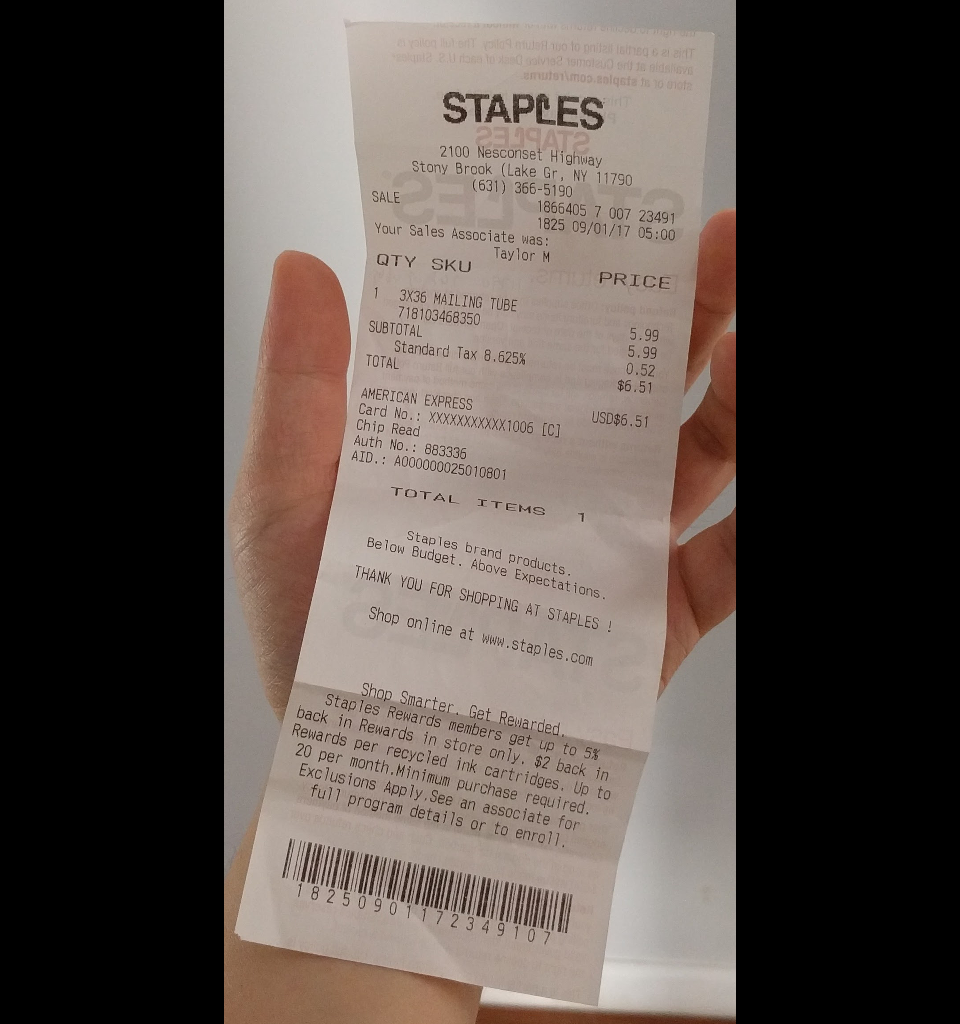 This is a partial listing of our Return Policy. The full policy is
available at the Customer Service Desk of each U.S. Staples
store or at staples.com/returns.
STAPLES
STAPLES
2100 Nesconset Highway
Stony Brook (Lake Gr, NY 11790
(631) 366-5190
SALE 1866405 7 007 23491
1825 09/01/17 05:00
Your Sales Associate was:
Taylor M
QTY SKU PRICE
1 3X36 MAILING TUBE
718103468350 5.99
SUBTOTAL 5.99
Standard Tax 8.625% 0.52
TOTAL $6.51
AMERICAN EXPRESS USD$6.51
Card No.: XXXXXXXXXXX1006 [C]
Chip Read
Auth No.: 883336
AID.: A000000025010801
TOTAL ITEMS 1
Staples brand products.
Below Budget. Above Expectations.
THANK YOU FOR SHOPPING AT STAPLES !
Shop online at www.staples.com
Shop Smarter. Get Rewarded.
Staples Rewards members get up to 5%
back in Rewards in store only. $2 back in
Rewards per recycled ink cartridges. Up to
20 per month.Minimum purchase required.
Exclusions Apply.See an associate for
full program details or to enroll.
18250901172349107